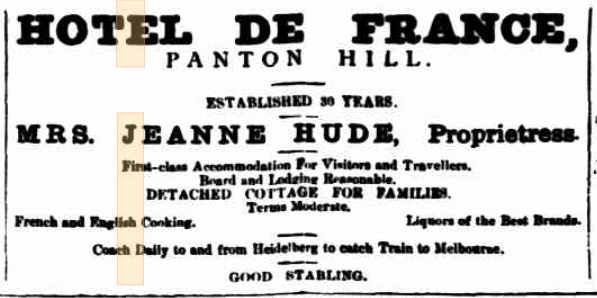 HOTEL DE FRANCE,
PANTON HILL.
ESTABLISHED 30 YEARS.
MRS. JEANNE HUDE, Proprietress.
First-class Accommodation For Visitors and Travellers.
Board and Lodging Reasonable.
DETACHED COTTAGE FOR FAMILIES.
Terms Moderate.
French and English Cooking. Liquors of the Best Brands.
Coach Daily to and from Heidelberg to catch Train to Melbourne.
GOOD STABLING.